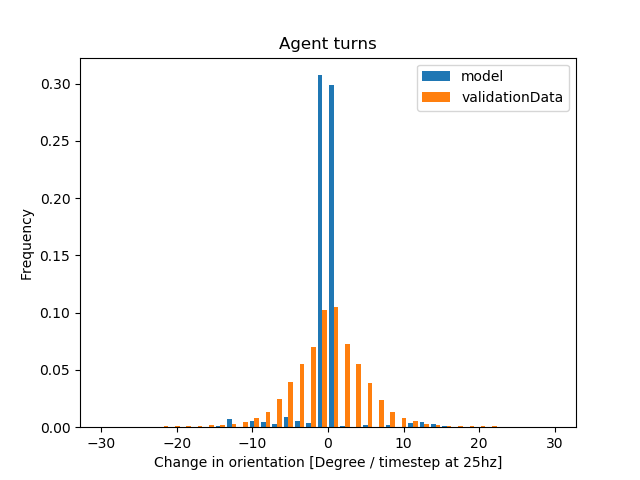 Agent turns
model
validationData
0.30
0.25
0.20
0.15
0.10
0.05
0.00
Frequency
−30
−20
−10
0
10
20
30
Change in orientation [Degree / timestep at 25hz]